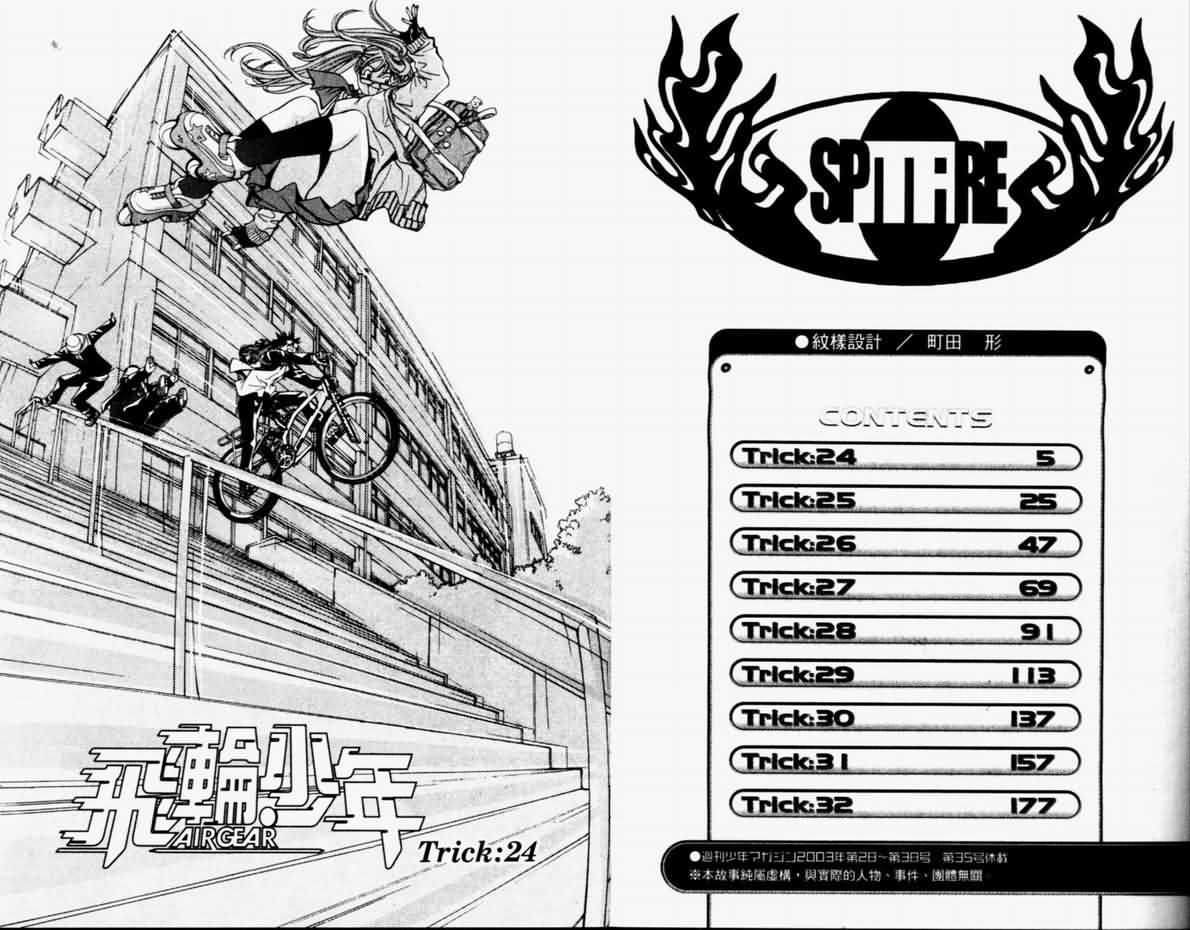 飛輪少年
AIRGEAR
Trick:24
SPITFIRE
●紋樣設計 ／ 町田 形
CONTENTS
Trick:24 5
Trick:25 25
Trick:26 47
Trick:27 69
Trick:28 91
Trick:29 113
Trick:30 137
Trick:31 157
Trick:32 177
●週刊少年マガジン2003年第28～第38号 第35号休載
※本故事純屬虛構，與實際的人物、事件、團體無關